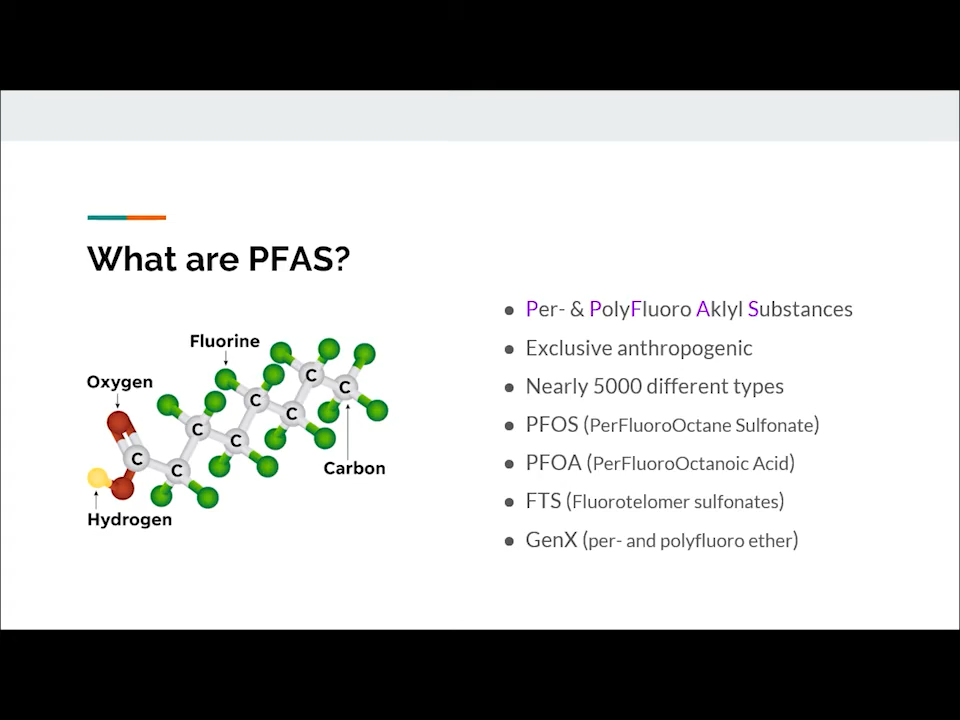 What are PFAS?
Fluorine
Oxygen
C
C
C
C
C
C
C
C
Carbon
Hydrogen
● Per- & PolyFluoro Aklyl Substances
● Exclusive anthropogenic
● Nearly 5000 different types
● PFOS (PerFluoroOctane Sulfonate)
● PFOA (PerFluoroOctanoic Acid)
● FTS (Fluorotelomer sulfonates)
● GenX (per- and polyfluoro ether)